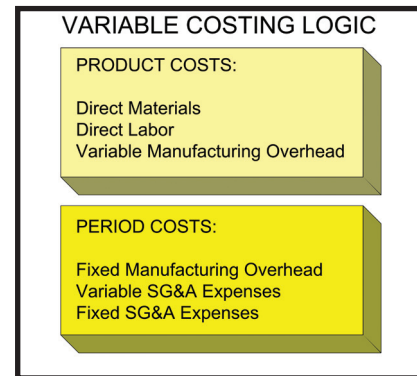 VARIABLE COSTING LOGIC
PRODUCT COSTS:
Direct Materials
Direct Labor
Variable Manufacturing Overhead
PERIOD COSTS:
Fixed Manufacturing Overhead
Variable SG&A Expenses
Fixed SG&A Expenses